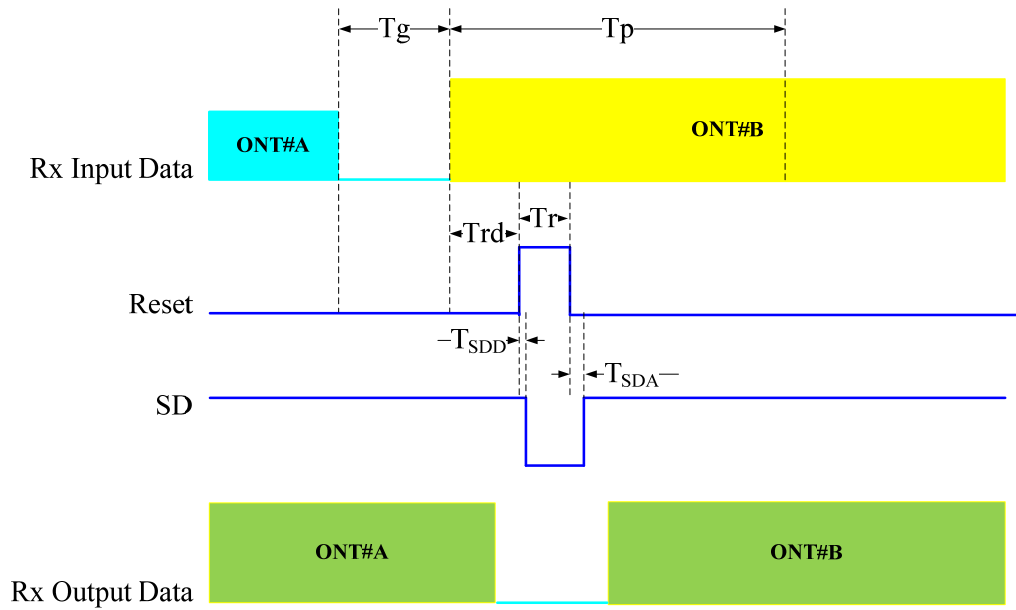 Tg
Tp
ONT#A
ONT#B
Rx Input Data
Trd
Tr
Reset
–TSDD
TSDA–
SD
ONT#A
ONT#B
Rx Output Data